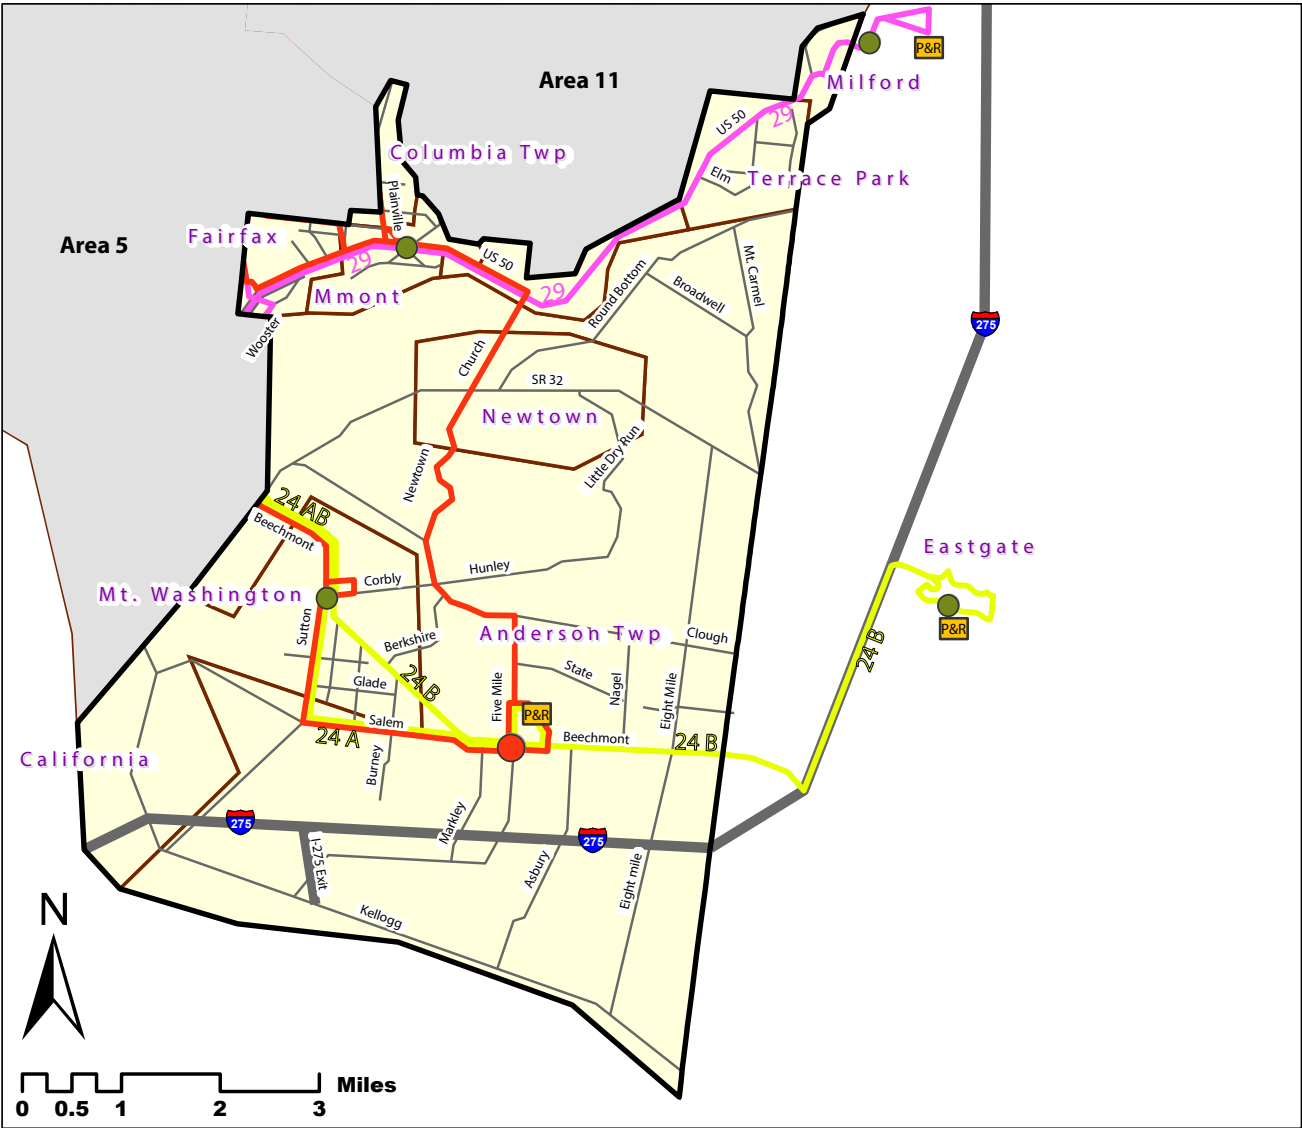 P&R
Milford
Area 11
US 50
29
Columbia Twp
Elm
Terrace Park
Plainville
Fairfax
Area 5
US 50
29
Mt. Carmel
29
Mmont
Round Bottom
Broadwell
Wooster
275
Church
SR 32
Newtown
Newtown
Little Dry Run
24 AB
Beechmont
Eastgate
Hunley
Corbly
Mt. Washington
P&R
Sutton
Anderson Twp
Clough
Berkshire
24 B
State
Glade
24 B
Nagel
Five Mile
Eight Mile
P&R
Salem
24 A
Beechmont
24 B
California
Burney
275
Markley
275
I-275 Exit
Asbury
Eight mile
Kellogg
N
Miles
0 0.5 1 2 3